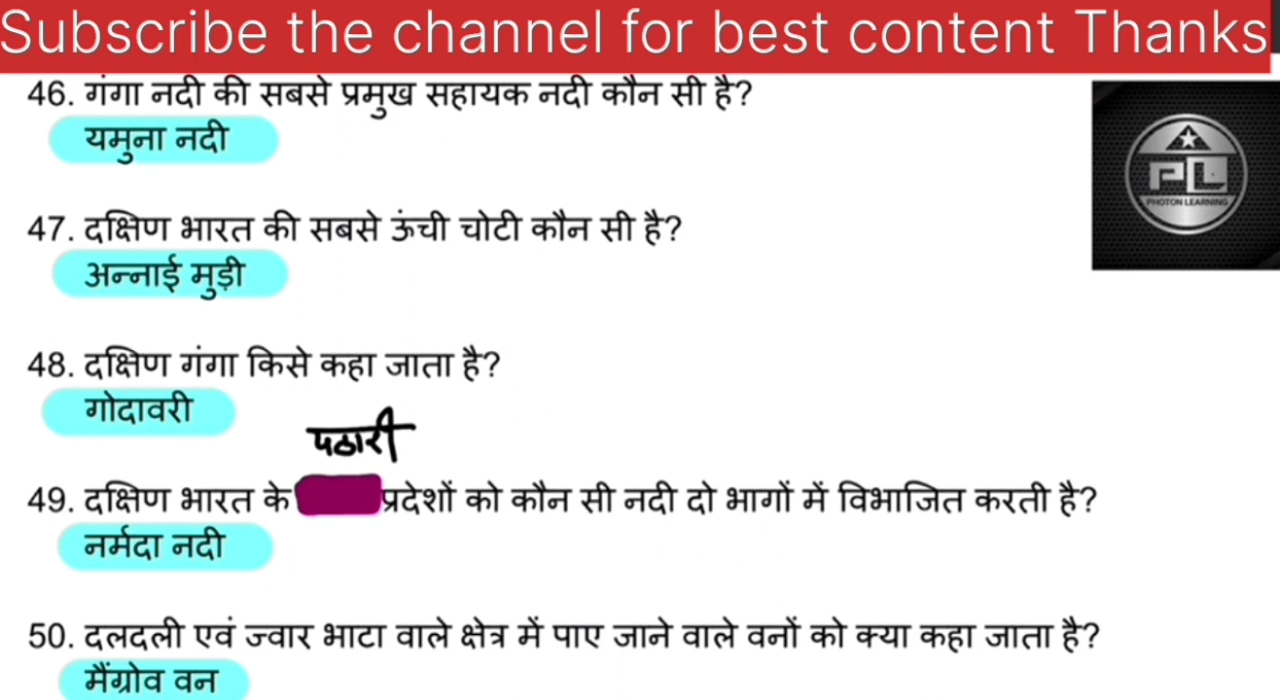 Subscribe the channel for best content Thanks
46. गंगा नदी की सबसे प्रमुख सहायक नदी कौन सी है?
यमुना नदी
PL
PHOTON LEARNING
47. दक्षिण भारत की सबसे ऊंची चोटी कौन सी है?
अन्नाई मुड़ी
48. दक्षिण गंगा किसे कहा जाता है?
गोदावरी
पठारी
49. दक्षिण भारत के प्रदेशों को कौन सी नदी दो भागों में विभाजित करती है?
नर्मदा नदी
50. दलदली एवं ज्वार भाटा वाले क्षेत्र में पाए जाने वाले वनों को क्या कहा जाता है?
मैंग्रोव वन